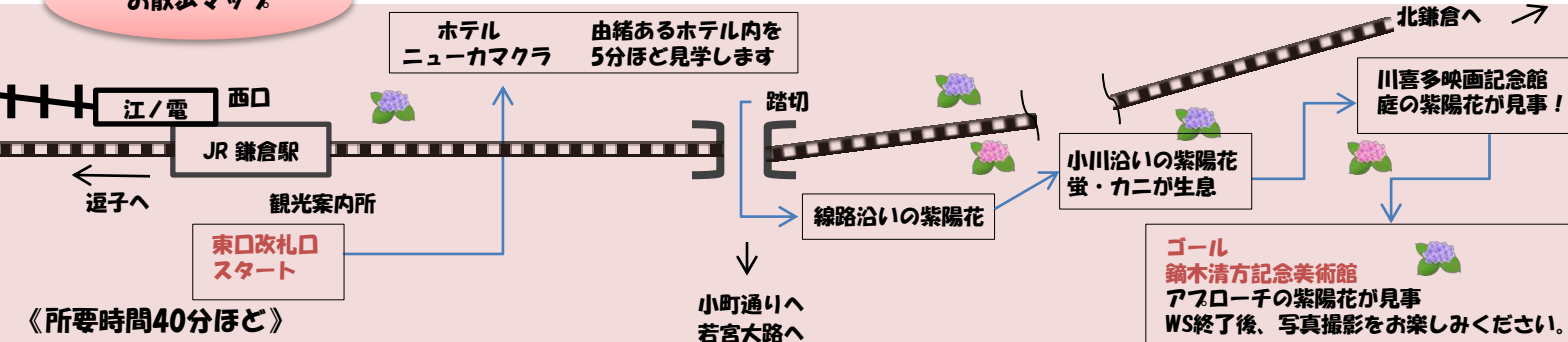 お散歩マップ
ホテル
ニューカマクラ
由緒あるホテル内を
5分ほど見学します
北鎌倉へ
江ノ電
西口
踏切
川喜多映画記念館
庭の紫陽花が見事!
JR 鎌倉駅
小川沿いの紫陽花
蛍・カニが生息
逗子へ
観光案内所
線路沿いの紫陽花
東口改札口
スタート
ゴール
鏑木清方記念美術館
アプローチの紫陽花が見事
WS終了後、写真撮影をお楽しみください。
小町通りへ
若宮大路へ
《所要時間40分ほど》